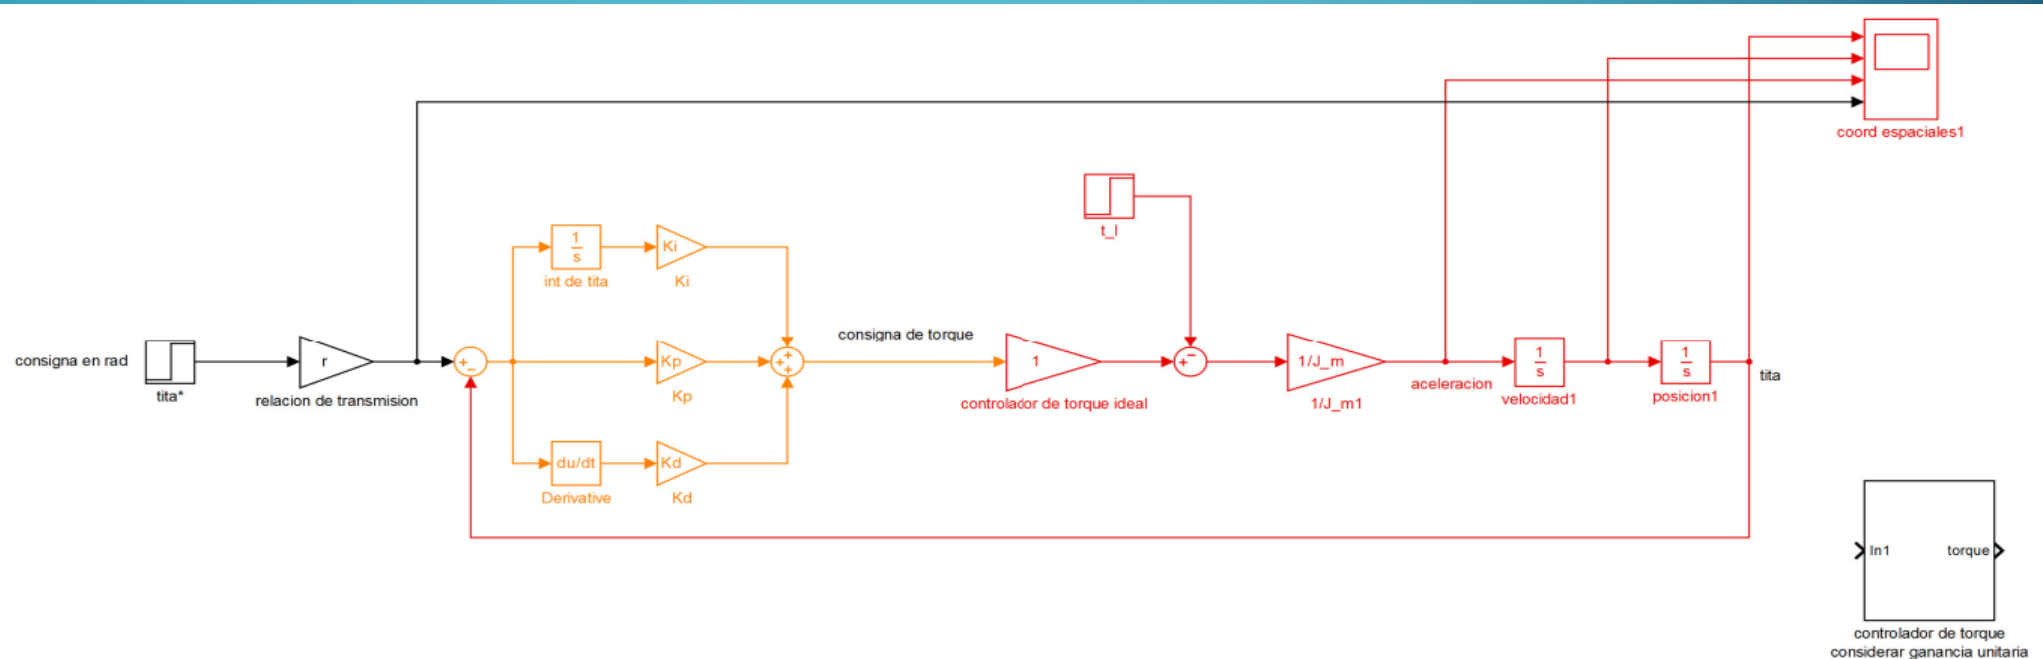 coord espaciales1
t_l
1
s
int de tita
Ki
Ki
consigna en rad
tita*
r
relacion de transmision
Kp
Kp
consigna de torque
1
controlador de torque ideal
1/J_m
1/J_m1
aceleracion
1
s
velocidad1
1
s
posicion1
tita
du/dt
Derivative
Kd
Kd
In1
torque
controlador de torque
considerar ganancia unitaria